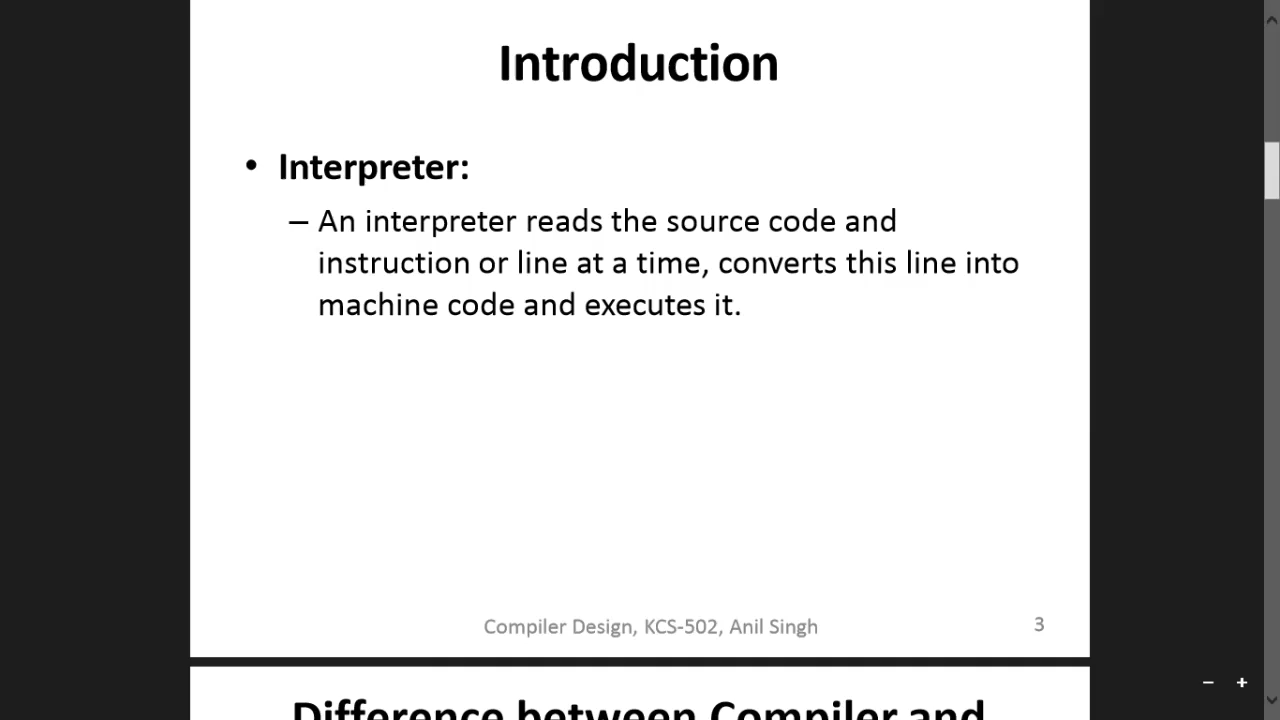 Introduction
• Interpreter:
– An interpreter reads the source code and
instruction or line at a time, converts this line into
machine code and executes it.
Compiler Design, KCS-502, Anil Singh
3
Difference between Compiler and